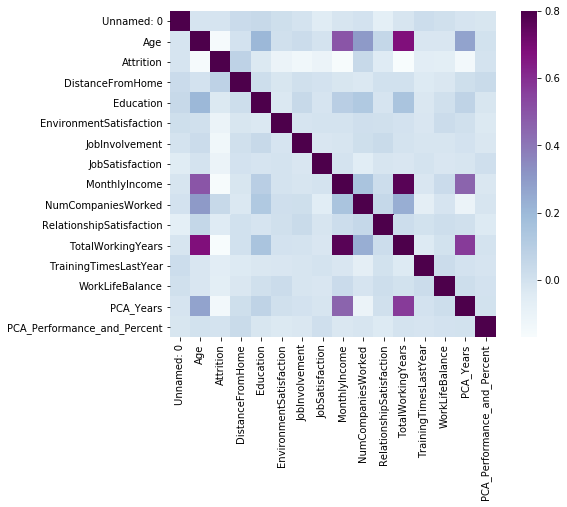 Unnamed: 0
Age
Attrition
DistanceFromHome
Education
EnvironmentSatisfaction
JobInvolvement
JobSatisfaction
MonthlyIncome
NumCompaniesWorked
RelationshipSatisfaction
TotalWorkingYears
TrainingTimesLastYear
WorkLifeBalance
PCA_Years
PCA_Performance_and_Percent
Unnamed: 0
Age
Attrition
DistanceFromHome
Education
EnvironmentSatisfaction
JobInvolvement
JobSatisfaction
MonthlyIncome
NumCompaniesWorked
RelationshipSatisfaction
TotalWorkingYears
TrainingTimesLastYear
WorkLifeBalance
PCA_Years
PCA_Performance_and_Percent
0.8
0.6
0.4
0.2
0.0